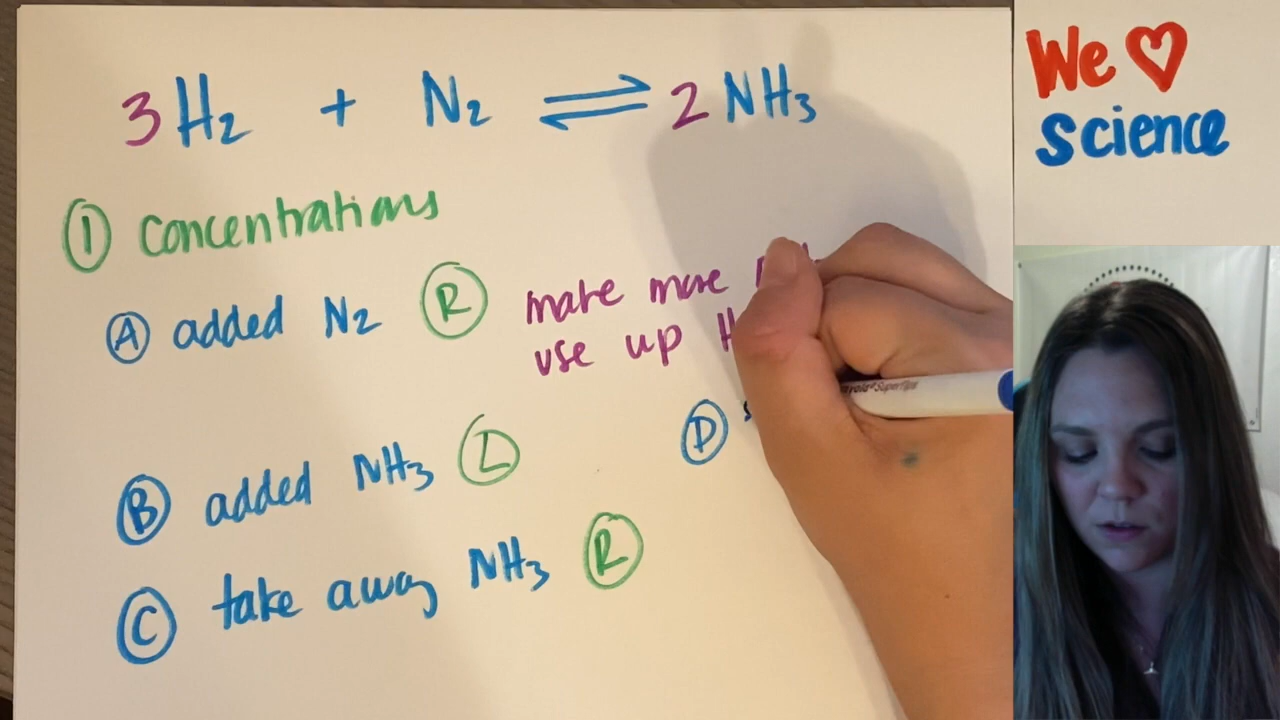 3H₂ + N₂ ⇌ 2NH₃
① concentrations
Ⓐ added N₂ Ⓡ make more
use up
Ⓑ added NH₃ Ⓛ
Ⓓ
Ⓒ take away NH₃ Ⓡ
We ♡
science